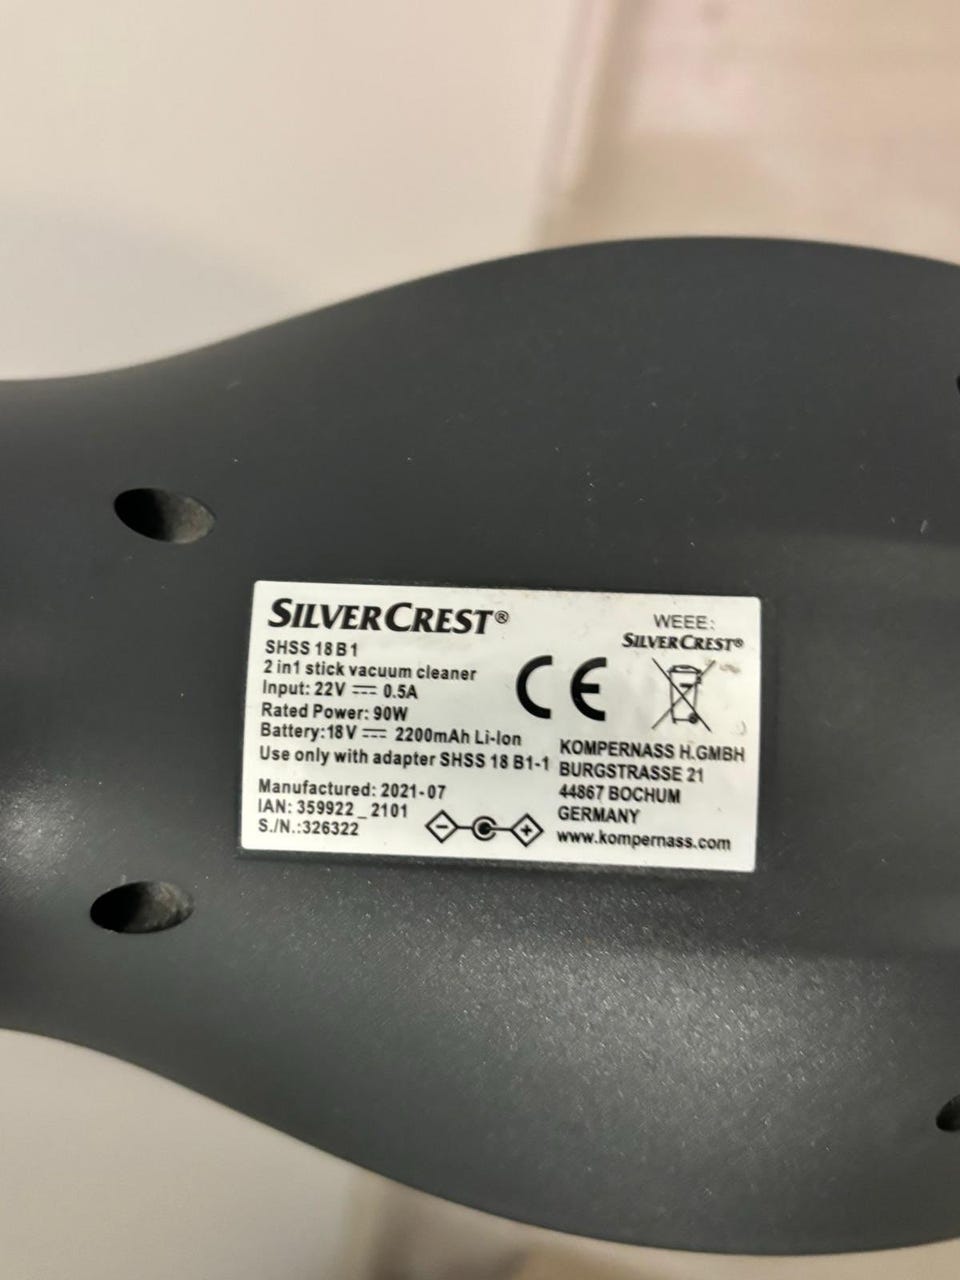 SILVERCREST®
SHSS 18 B1
2 in1 stick vacuum cleaner
Input: 22V ⎓ 0.5A
Rated Power: 90W
Battery:18V ⎓ 2200mAh Li-Ion
Use only with adapter SHSS 18 B1-1
Manufactured: 2021-07
IAN: 359922_2101
S./N.:326322
CE
WEEE:
SILVERCREST®
KOMPERNASS H.GMBH
BURGSTRASSE 21
44867 BOCHUM
GERMANY
www.kompernass.com